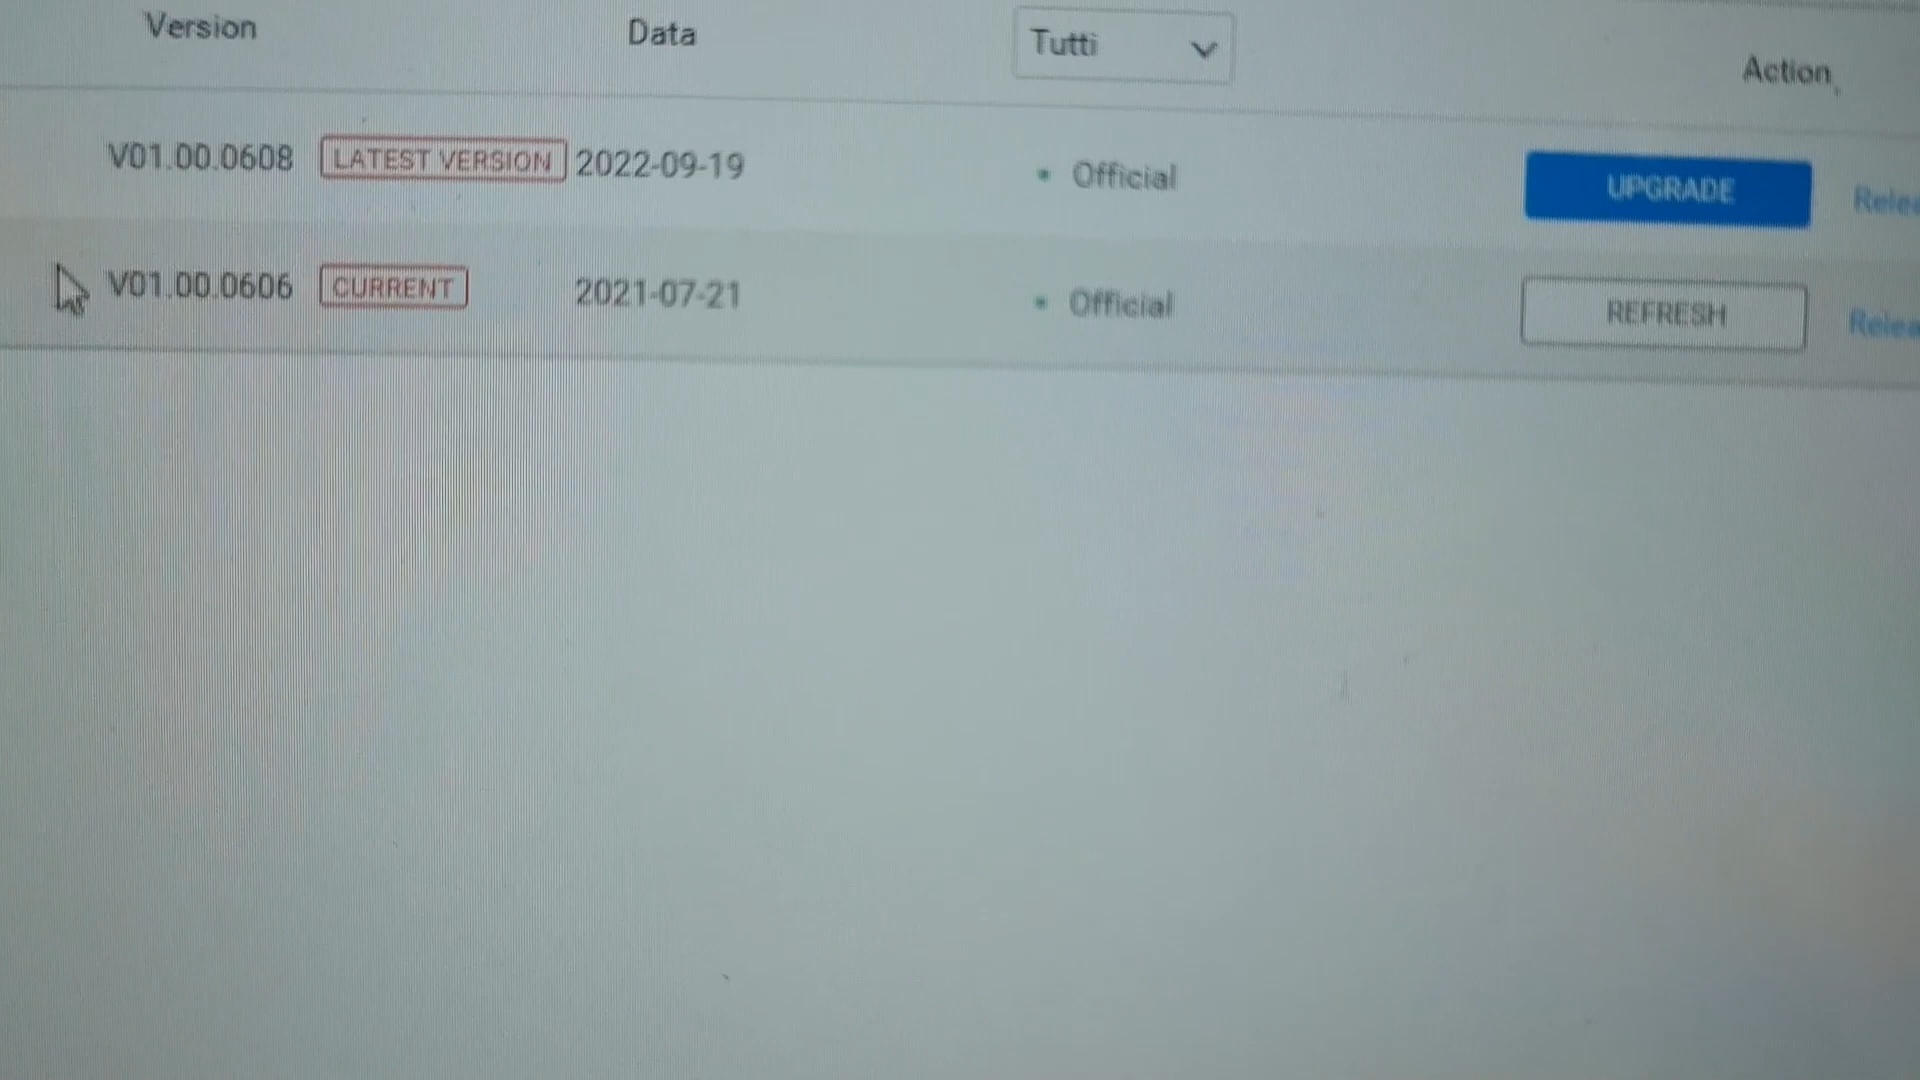 Version Data Tutti Action
V01.00.0608 LATEST VERSION 2022-09-19 Official UPGRADE
V01.00.0606 CURRENT 2021-07-21 Official REFRESH